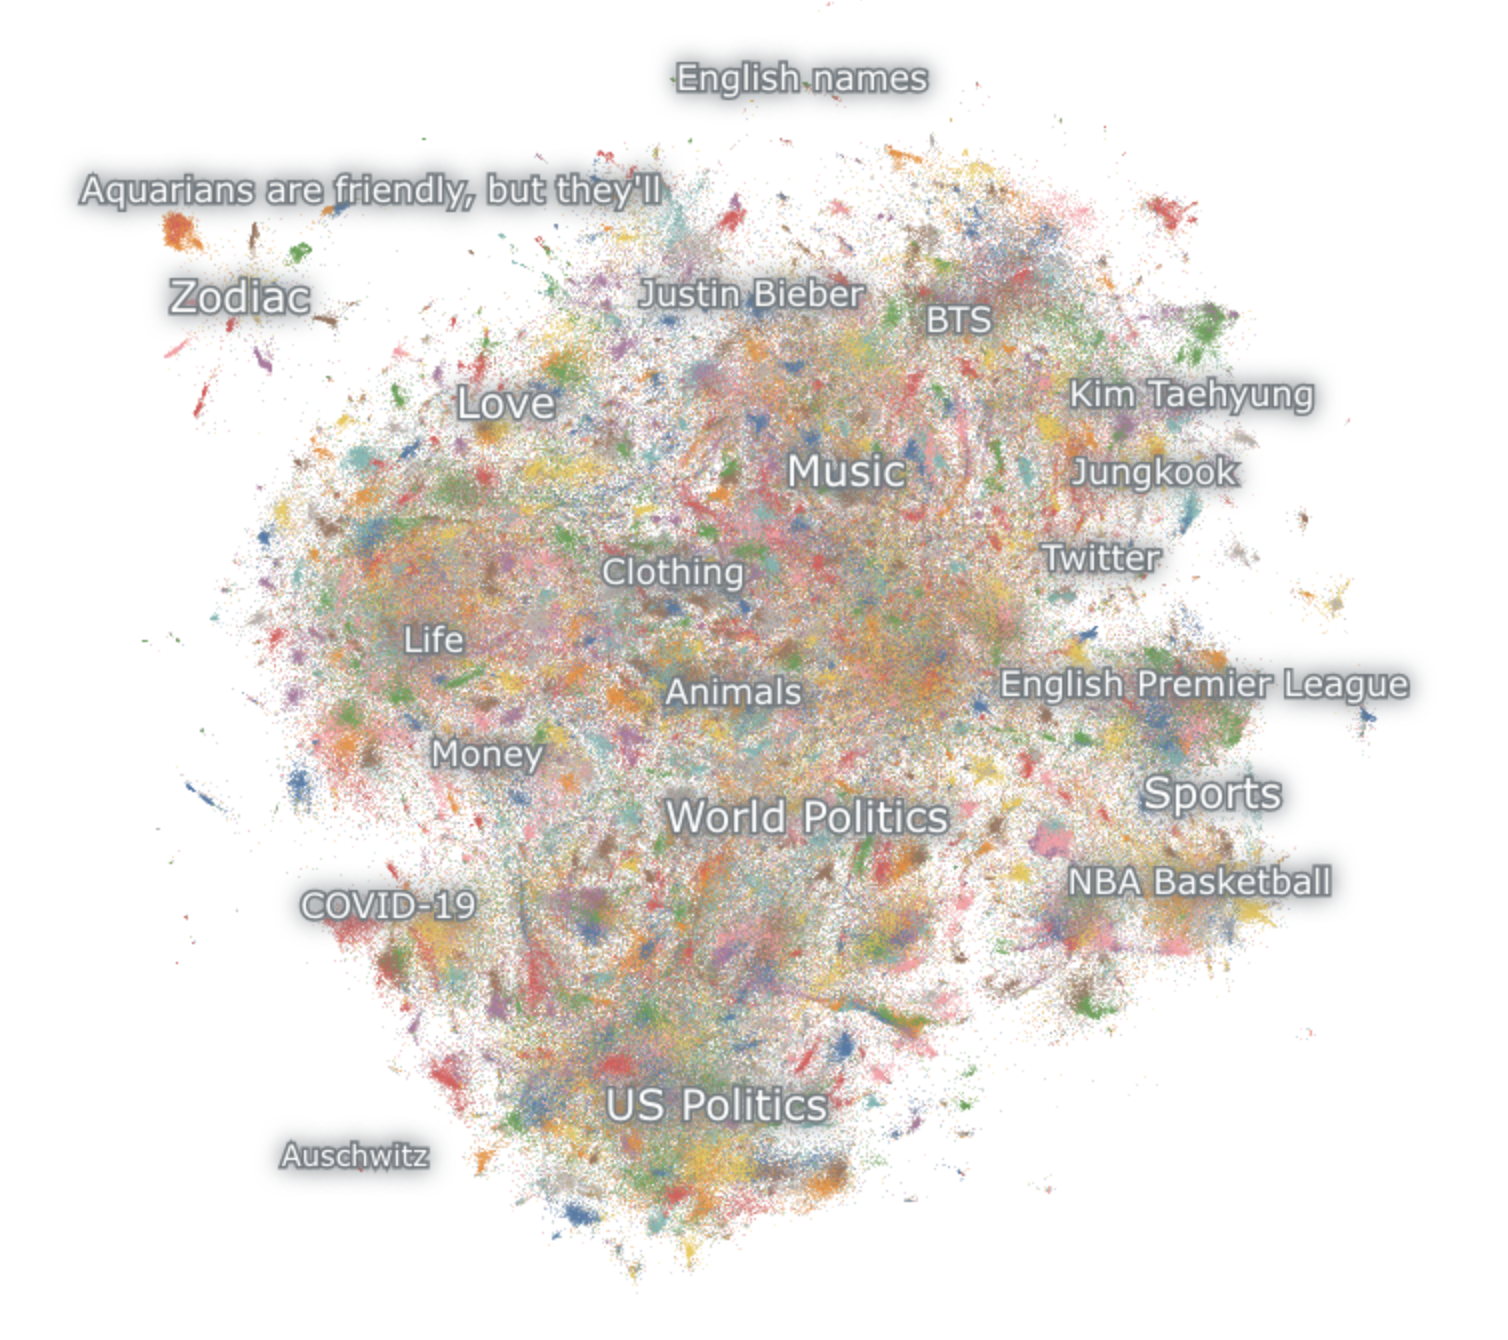 English names
Aquarians are friendly, but they'll
Zodiac
Justin Bieber
BTS
Kim Taehyung
Love
Music
Jungkook
Twitter
Clothing
Life
English Premier League
Animals
Money
Sports
World Politics
NBA Basketball
COVID-19
US Politics
Auschwitz